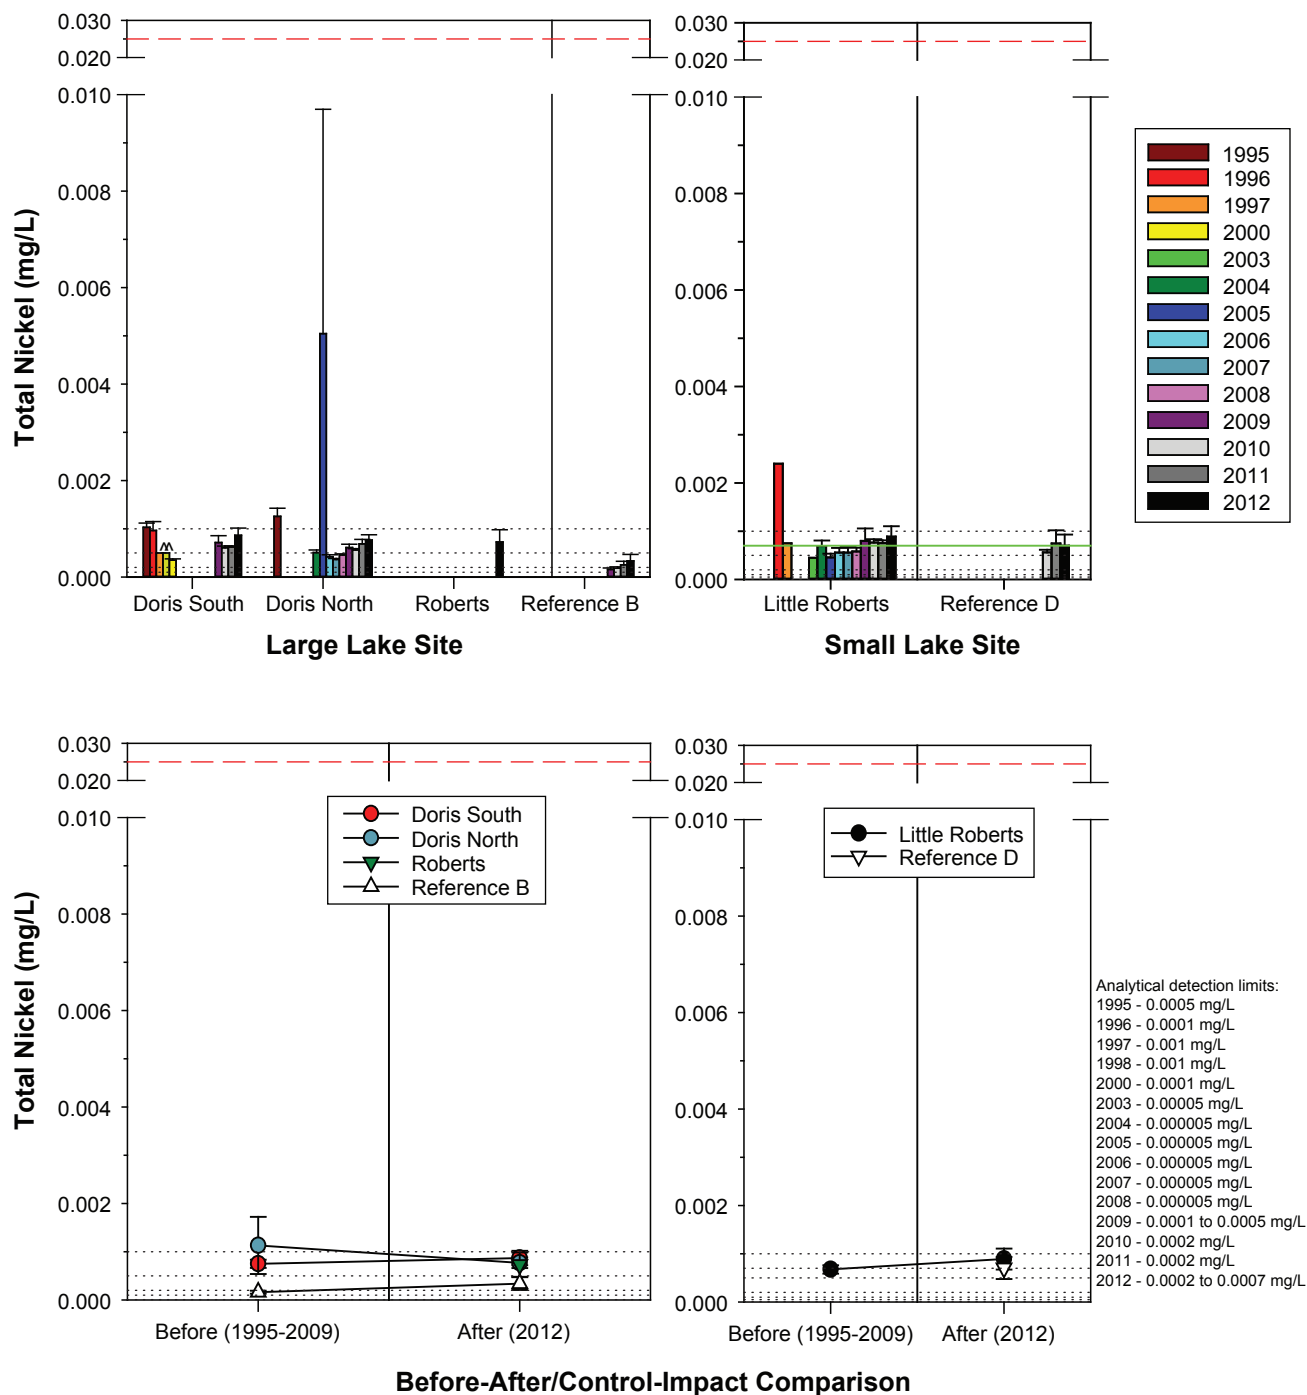 0.030
0.020
0.010
0.008
0.006
0.004
0.002
0.000
Total Nickel (mg/L)
^^
Doris South
Doris North
Roberts
Reference B
Large Lake Site
0.030
0.020
0.010
0.008
0.006
0.004
0.002
0.000
Little Roberts
Reference D
Small Lake Site
1995
1996
1997
2000
2003
2004
2005
2006
2007
2008
2009
2010
2011
2012
0.030
0.020
0.010
0.008
0.006
0.004
0.002
0.000
Total Nickel (mg/L)
Doris South
Doris North
Roberts
Reference B
Before (1995-2009)
After (2012)
0.030
0.020
0.010
0.008
0.006
0.004
0.002
0.000
Little Roberts
Reference D
Before (1995-2009)
After (2012)
Analytical detection limits:
1995 - 0.0005 mg/L
1996 - 0.0001 mg/L
1997 - 0.001 mg/L
1998 - 0.001 mg/L
2000 - 0.0001 mg/L
2003 - 0.00005 mg/L
2004 - 0.000005 mg/L
2005 - 0.000005 mg/L
2006 - 0.000005 mg/L
2007 - 0.000005 mg/L
2008 - 0.000005 mg/L
2009 - 0.0001 to 0.0005 mg/L
2010 - 0.0002 mg/L
2011 - 0.0002 mg/L
2012 - 0.0002 to 0.0007 mg/L
Before-After/Control-Impact Comparison